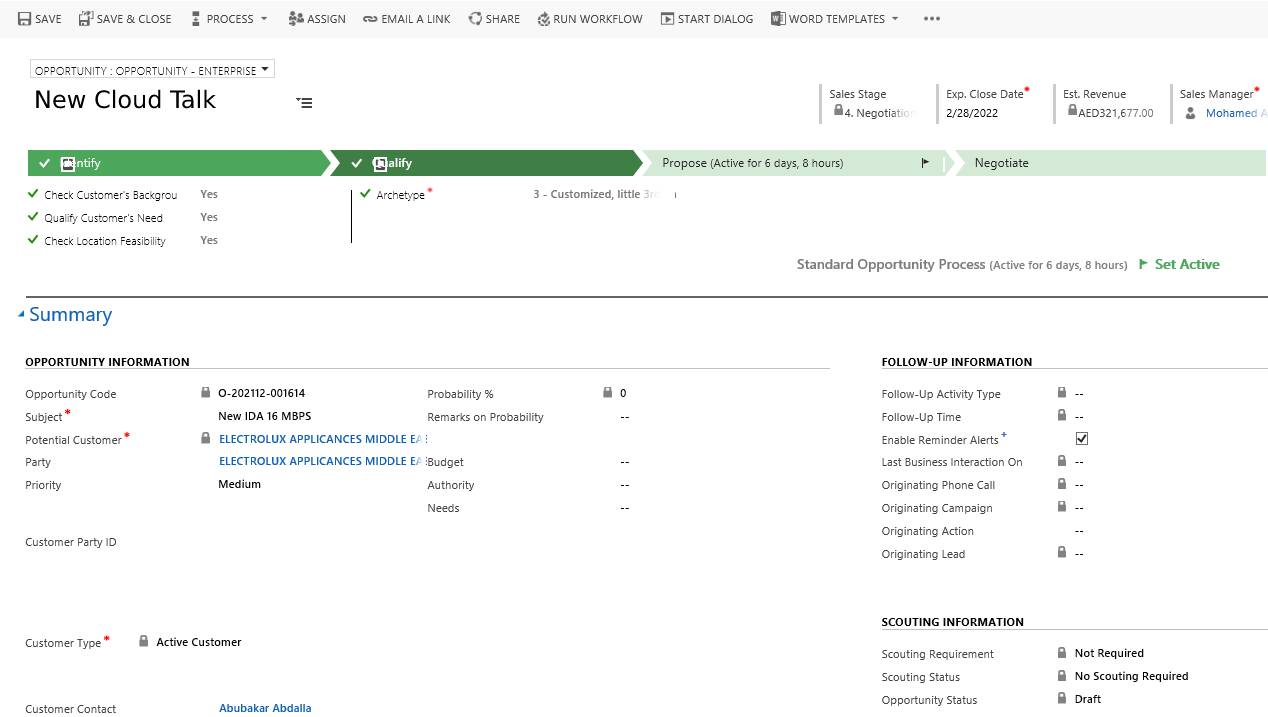 SAVE SAVE & CLOSE PROCESS ASSIGN EMAIL A LINK SHARE RUN WORKFLOW START DIALOG WORD TEMPLATES
OPPORTUNITY : OPPORTUNITY - ENTERPRISE
New Cloud Talk
Sales Stage Exp. Close Date* Est. Revenue Sales Manager*
4. Negotiation 2/28/2022 AED321,677.00 Mohamed A
Propose (Active for 6 days, 8 hours) Negotiate
Check Customer's Backgrou Yes Archetype* 3 - Customized, little 3r
Qualify Customer's Need Yes
Check Location Feasibility Yes
Standard Opportunity Process (Active for 6 days, 8 hours) Set Active
Summary
OPPORTUNITY INFORMATION FOLLOW-UP INFORMATION
Opportunity Code O-202112-001614 Probability % 0 Follow-Up Activity Type --
Subject* New IDA 16 MBPS Remarks on Probability -- Follow-Up Time --
Potential Customer* ELECTROLUX APPLICANCES MIDDLE EA Enable Reminder Alerts+
Party ELECTROLUX APPLICANCES MIDDLE EA Budget -- Last Business Interaction On --
Priority Medium Authority -- Originating Phone Call --
Needs -- Originating Campaign --
Originating Action --
Customer Party ID Originating Lead --
SCOUTING INFORMATION
Customer Type* Active Customer Scouting Requirement Not Required
Scouting Status No Scouting Required
Customer Contact Abubakar Abdalla Opportunity Status Draft